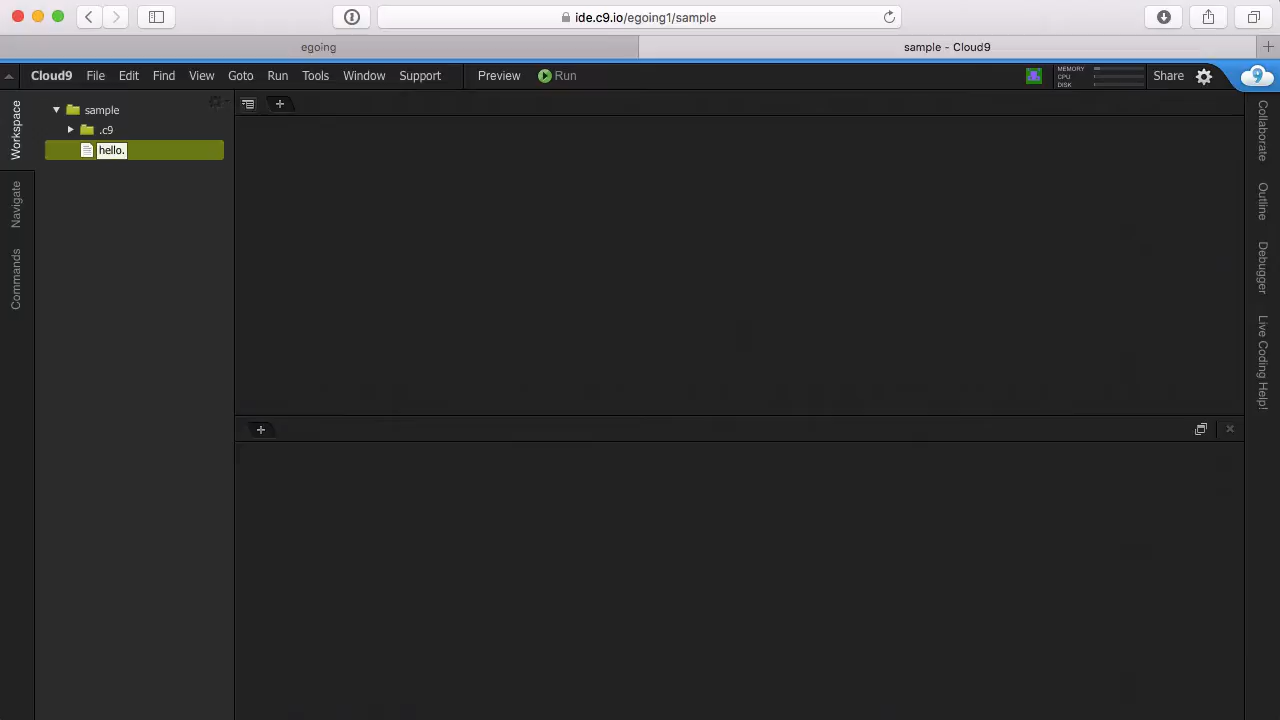 ide.c9.io/egoing1/sample
egoing
sample - Cloud9
Cloud9 File Edit Find View Goto Run Tools Window Support Preview Run
MEMORY
CPU
DISK
Share
Workspace
Navigate
Commands
sample
.c9
hello.
Collaborate
Outline
Debugger
Live Coding Help!